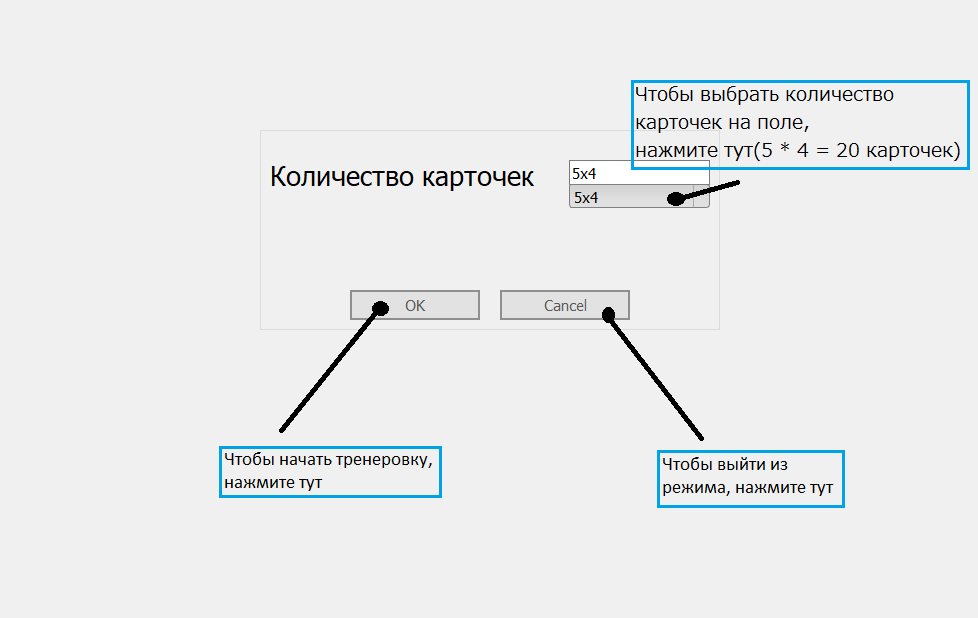 Чтобы выбрать количество
карточек на поле,
нажмите тут(5 * 4 = 20 карточек)
Количество карточек
5x4
5x4
OK
Cancel
Чтобы начать тренеровку,
нажмите тут
Чтобы выйти из
режима, нажмите тут